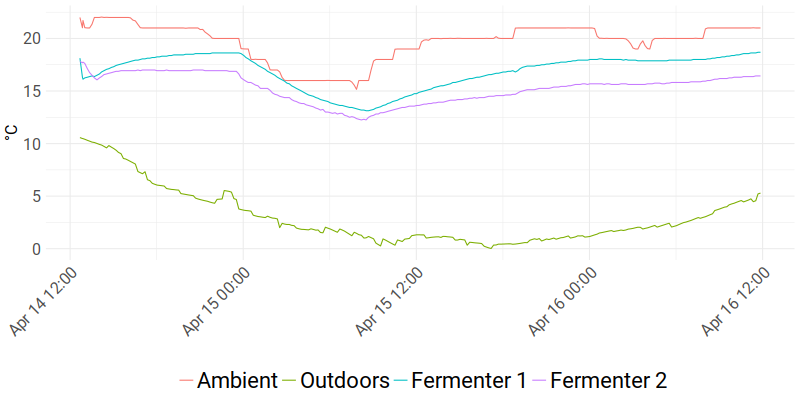 20
15
10
5
0
°C
Apr 14 12:00
Apr 15 00:00
Apr 15 12:00
Apr 16 00:00
Apr 16 12:00
Ambient Outdoors Fermenter 1 Fermenter 2